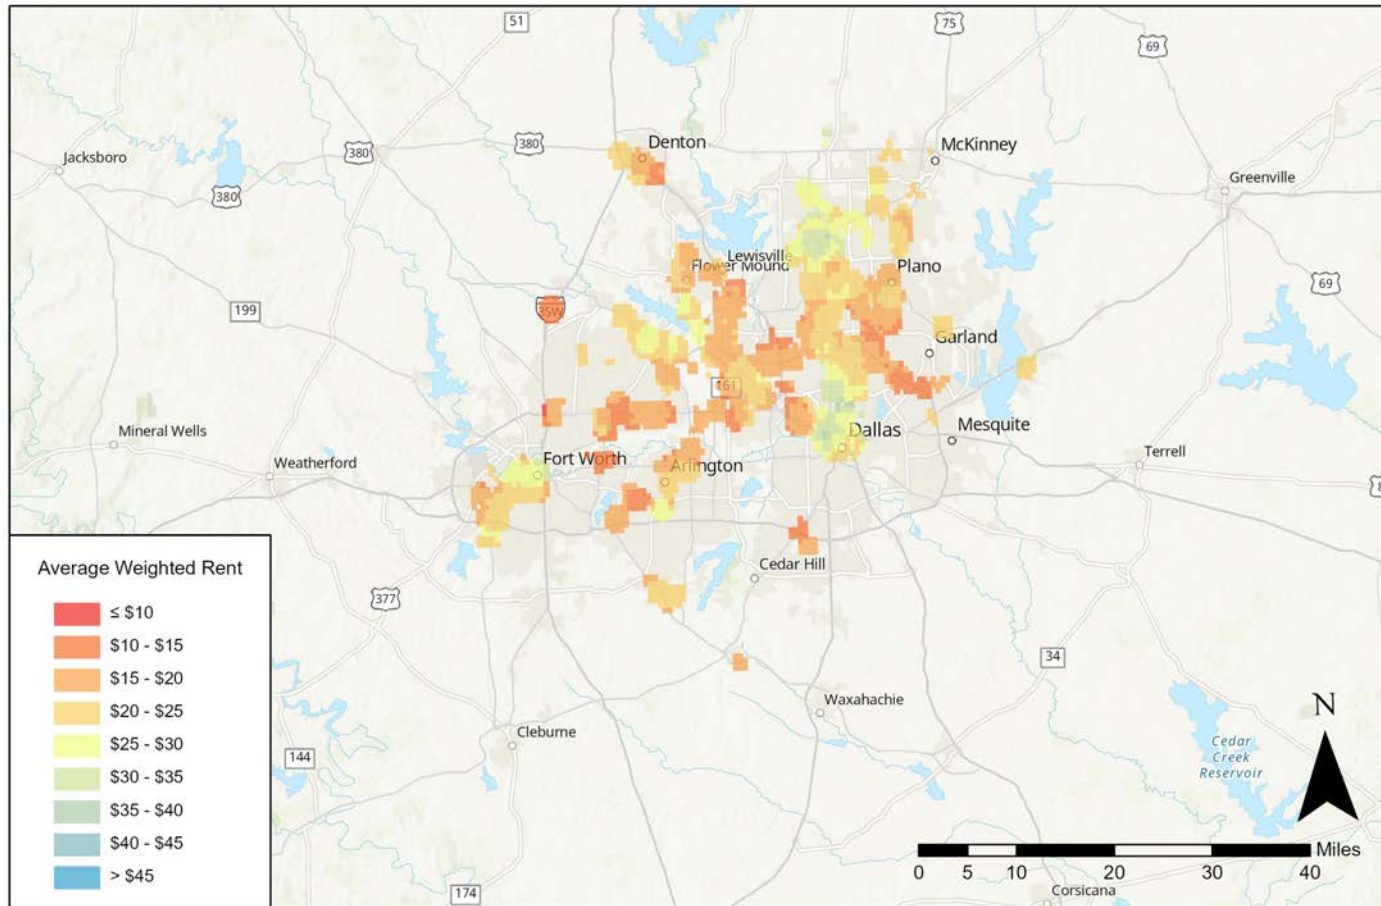 51
75
69
380
380
Denton
McKinney
Jacksboro
Greenville
380
Lewisville
Flower Mound
Plano
69
199
35W
Garland
161
Mineral Wells
Dallas
Mesquite
Weatherford
Fort Worth
Arlington
Terrell
8
Cedar Hill
377
Average Weighted Rent
≤ $10
$10 - $15
$15 - $20
$20 - $25
$25 - $30
$30 - $35
$35 - $40
$40 - $45
> $45
34
Waxahachie
Cleburne
144
Cedar
Creek
Reservoir
N
Miles
0 5 10 20 30 40
174
Corsicana